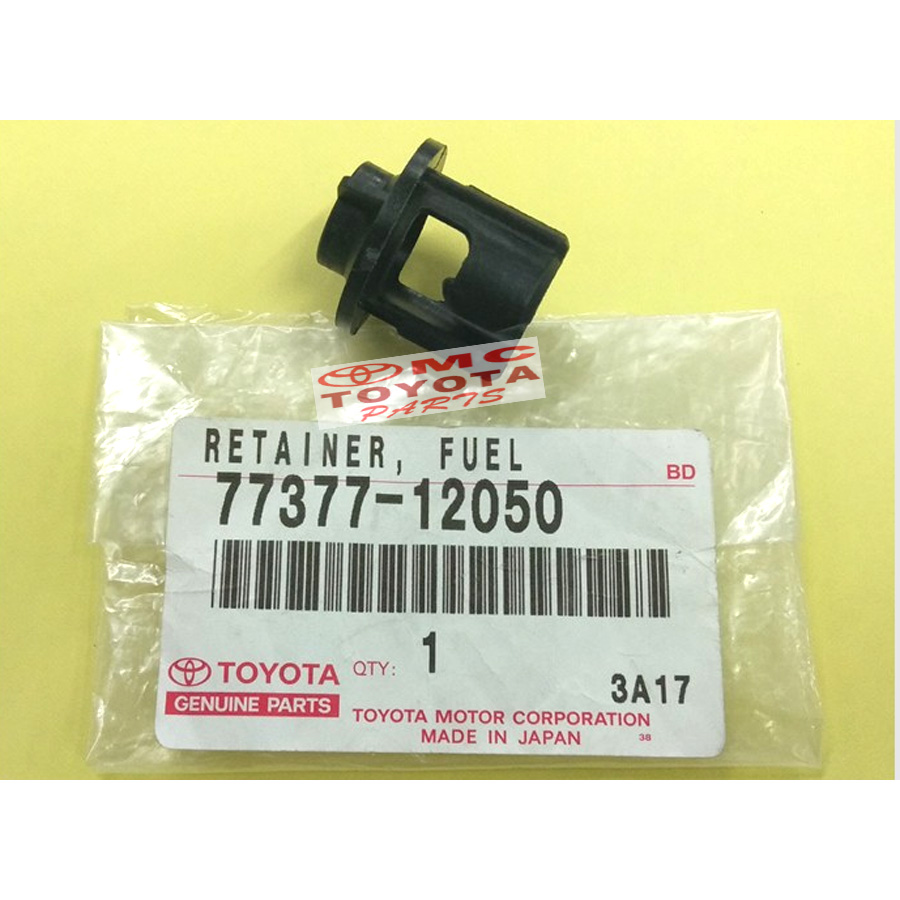 MC
TOYOTA
PARTS
RETAINER, FUEL
BD
77377-12050
TOYOTA
QTY: 1
3A17
GENUINE PARTS
TOYOTA MOTOR CORPORATION
MADE IN JAPAN
38